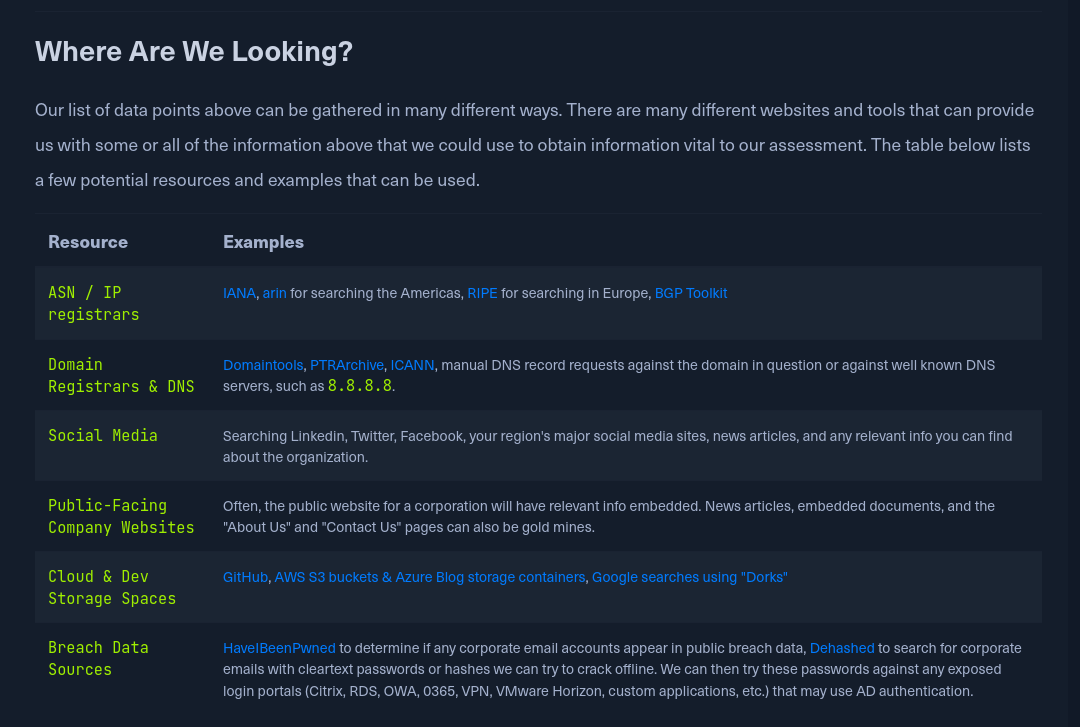 Where Are We Looking?
Our list of data points above can be gathered in many different ways. There are many different websites and tools that can provide
us with some or all of the information above that we could use to obtain information vital to our assessment. The table below lists
a few potential resources and examples that can be used.
Resource Examples
ASN / IP registrars
IANA, arin for searching the Americas, RIPE for searching in Europe, BGP Toolkit
Domain Registrars & DNS
Domaintools, PTRArchive, ICANN, manual DNS record requests against the domain in question or against well known DNS
servers, such as 8.8.8.8.
Social Media
Searching Linkedin, Twitter, Facebook, your region's major social media sites, news articles, and any relevant info you can find
about the organization.
Public-Facing Company Websites
Often, the public website for a corporation will have relevant info embedded. News articles, embedded documents, and the
"About Us" and "Contact Us" pages can also be gold mines.
Cloud & Dev Storage Spaces
GitHub, AWS S3 buckets & Azure Blog storage containers, Google searches using "Dorks"
Breach Data Sources
HaveIBeenPwned to determine if any corporate email accounts appear in public breach data, Dehashed to search for corporate
emails with cleartext passwords or hashes we can try to crack offline. We can then try these passwords against any exposed
login portals (Citrix, RDS, OWA, 0365, VPN, VMware Horizon, custom applications, etc.) that may use AD authentication.